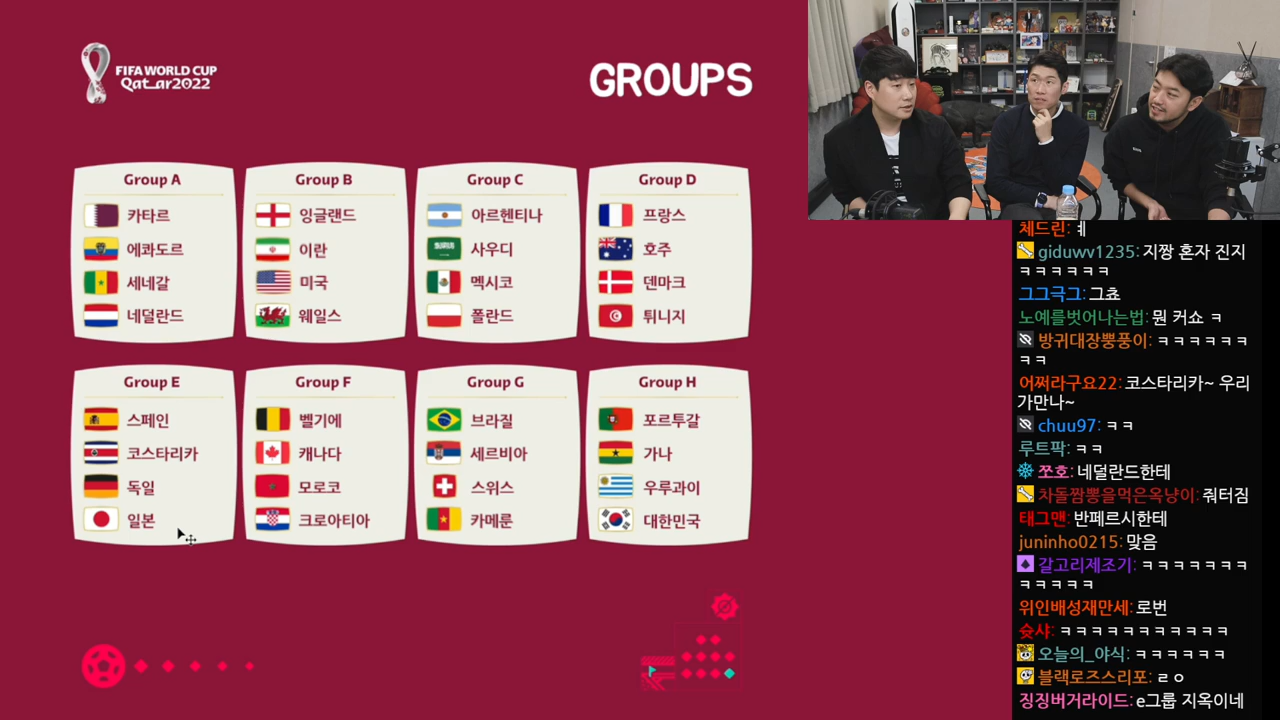 FIFA WORLD CUP
Qatar2022
GROUPS
Group A
카타르
에콰도르
세네갈
네덜란드
Group B
잉글랜드
이란
미국
웨일스
Group C
아르헨티나
사우디
멕시코
폴란드
Group D
프랑스
호주
덴마크
튀니지
Group E
스페인
코스타리카
독일
일본
Group F
벨기에
캐나다
모로코
크로아티아
Group G
브라질
세르비아
스위스
카메룬
Group H
포르투갈
가나
우루과이
대한민국
체드린: ㅖ
giduwv1235: 지짱 혼자 진지
ㅋㅋㅋㅋㅋㅋ
그그극그: 그쵸
노예를벗어나는법: 뭔 커쇼 ㅋ
방귀대장뿡풍이: ㅋㅋㅋㅋㅋㅋ
ㅋㅋ
어쩌라구요22: 코스타리카~ 우리
가만나~
chuu97: ㅋㅋ
루트팍: ㅋㅋ
쪼호: 네덜란드한테
차돌짬뽕을먹은옥냥이: 줘터짐
태그맨: 반페르시한테
juninho0215: 맞음
갈고리제조기: ㅋㅋㅋㅋㅋㅋㅋ
ㅋㅋㅋㅋㅋ
위인배성재만세: 로번
슛샤: ㅋㅋㅋㅋㅋㅋㅋㅋㅋㅋㅋ
오늘의_야식: ㅋㅋㅋㅋㅋㅋ
블랙로즈스리포: ㄹㅇ
징징버거라이드: e그룹 지옥이네